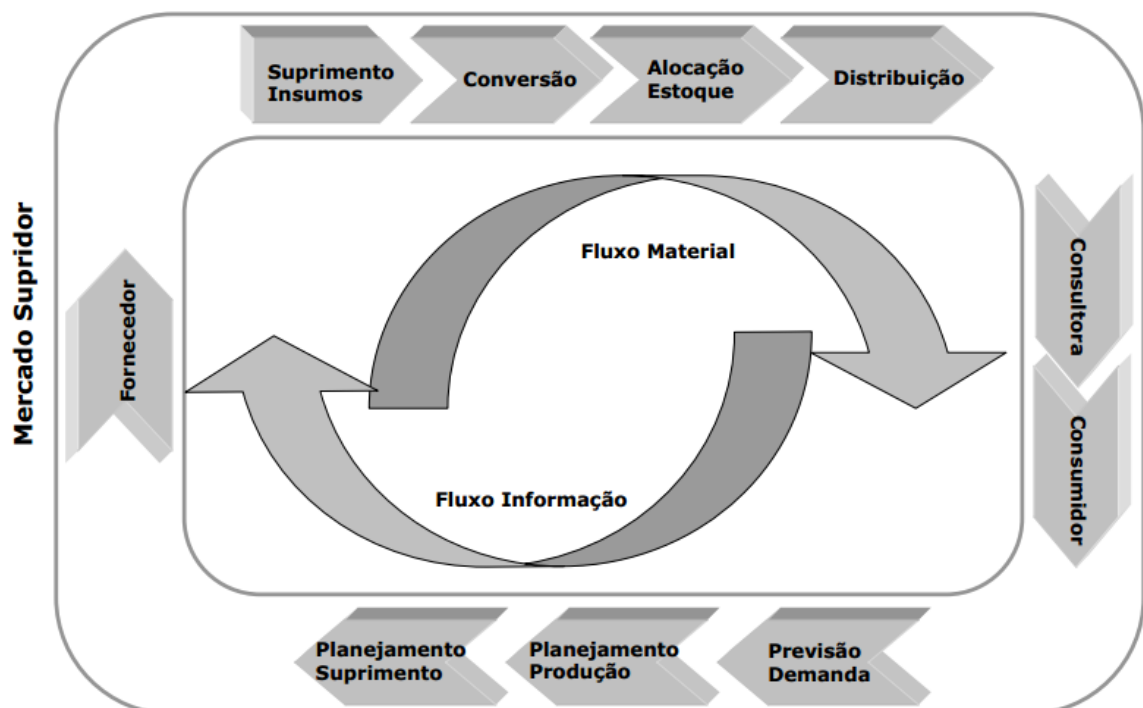 Suprimento
Insumos
Conversão
Alocação
Estoque
Distribuição
Mercado Supridor
Fornecedor
Fluxo Material
Fluxo Informação
Consultora
Consumidor
Planejamento
Suprimento
Planejamento
Produção
Previsão
Demanda